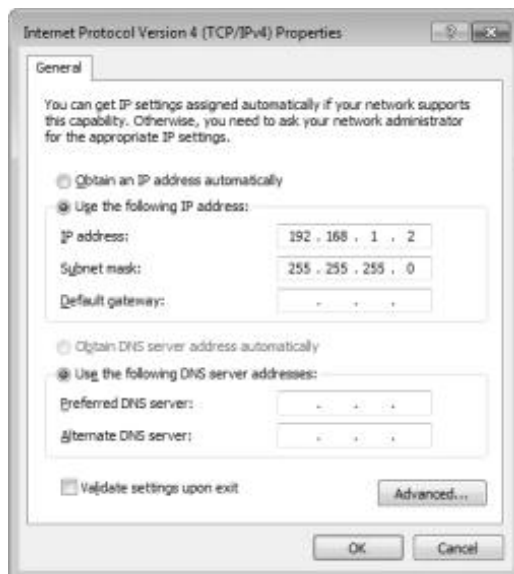 Internet Protocol Version 4 (TCP/IPv4) Properties
General
You can get IP settings assigned automatically if your network supports
this capability. Otherwise, you need to ask your network administrator
for the appropriate IP settings.
Obtain an IP address automatically
Use the following IP address:
IP address: 192 . 168 . 1 . 2
Subnet mask: 255 . 255 . 255 . 0
Default gateway: . . .
Obtain DNS server address automatically
Use the following DNS server addresses:
Preferred DNS server: . . .
Alternate DNS server: . . .
Validate settings upon exit
Advanced...
OK Cancel